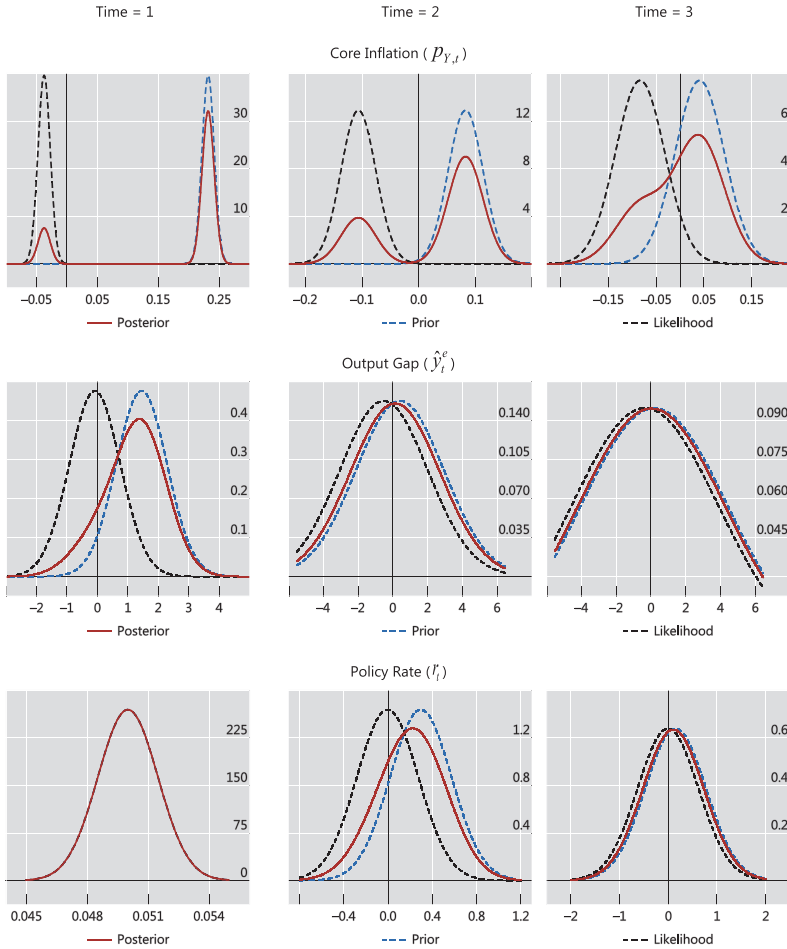 Time = 1 Time = 2 Time = 3
Core Inflation ( p_{Y,t} )
30 12 6
20 8 4
10 4 2
−0.05 0.05 0.15 0.25 −0.2 −0.1 0.0 0.1 −0.15 −0.05 0.05 0.15
Posterior Prior Likelihood
Output Gap ( ŷ_t^e )
0.4 0.140 0.090
0.3 0.105 0.075
0.2 0.070 0.060
0.1 0.035 0.045
−2 −1 0 1 2 3 4 −4 −2 0 2 4 6 −4 −2 0 2 4 6
Posterior Prior Likelihood
Policy Rate ( r_t )
225 1.2 0.6
150 0.8 0.4
75 0.4 0.2
0
0.045 0.048 0.051 0.054 −0.4 0.0 0.4 0.8 1.2 −2 −1 0 1 2
Posterior Prior Likelihood